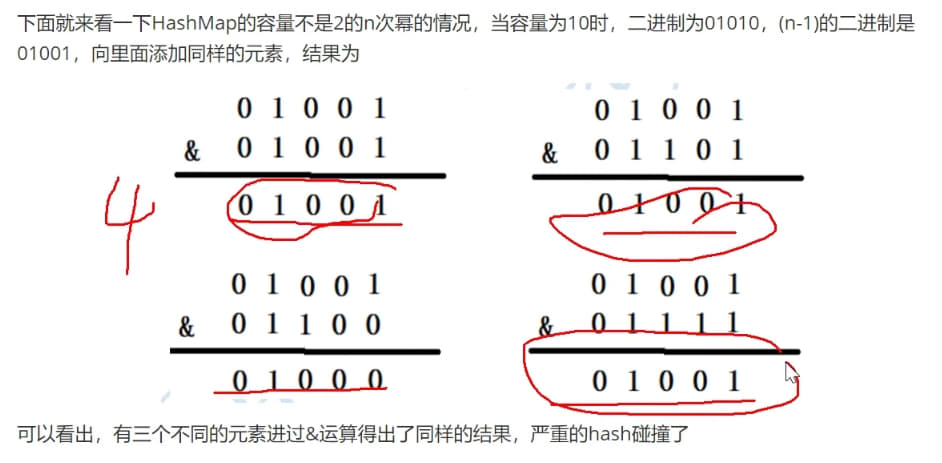 下面就来看一下HashMap的容量不是2的n次幂的情况，当容量为10时，二进制为01010，(n-1)的二进制是
01001，向里面添加同样的元素，结果为
0 1 0 0 1
& 0 1 0 0 1
0 1 0 0 1
0 1 0 0 1
& 0 1 1 0 1
0 1 0 0 1
4
0 1 0 0 1
& 0 1 1 0 0
0 1 0 0 0
0 1 0 0 1
& 0 1 1 1 1
0 1 0 0 1
可以看出，有三个不同的元素进过&运算得出了同样的结果，严重的hash碰撞了